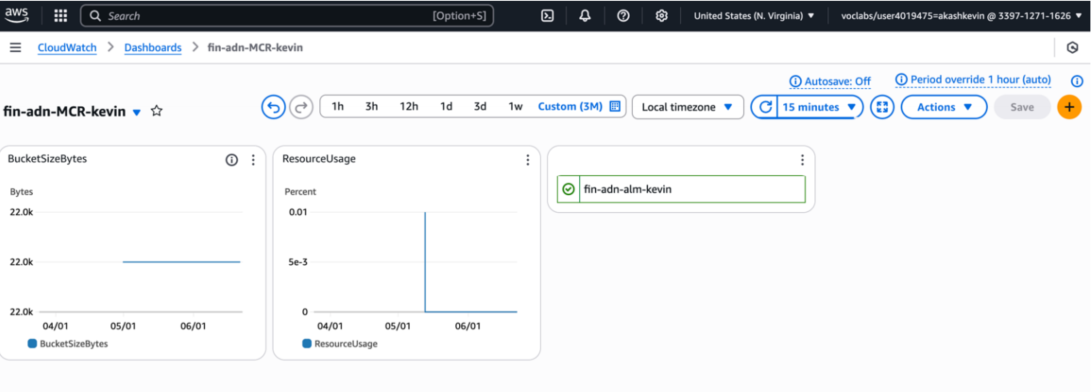 aws Search [Option+S] United States (N. Virginia) voclabs/user4019475=akashkevin @ 3397-1271-1626
CloudWatch > Dashboards > fin-adn-MCR-kevin
Autosave: Off Period override 1 hour (auto)
fin-adn-MCR-kevin 1h 3h 12h 1d 3d 1w Custom (3M) Local timezone 15 minutes Actions Save +
BucketSizeBytes
Bytes
22.0k
22.0k
22.0k
04/01 05/01 06/01
BucketSizeBytes
ResourceUsage
Percent
0.01
5e-3
0
04/01 05/01 06/01
ResourceUsage
fin-adn-alm-kevin